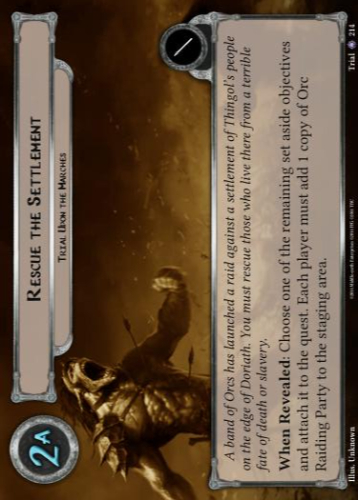 2A
RESCUE THE SETTLEMENT
TRIAL UPON THE MARCHES
A band of Orcs has launched a raid against a settlement of Thingol's people
on the edge of Doriath. You must rescue those who live there from a terrible
fate of death or slavery.
When Revealed: Choose one of the remaining set aside objectives
and attach it to the quest. Each player must add 1 copy of Orc
Raiding Party to the staging area.
Illus. Unknown
Trial 214